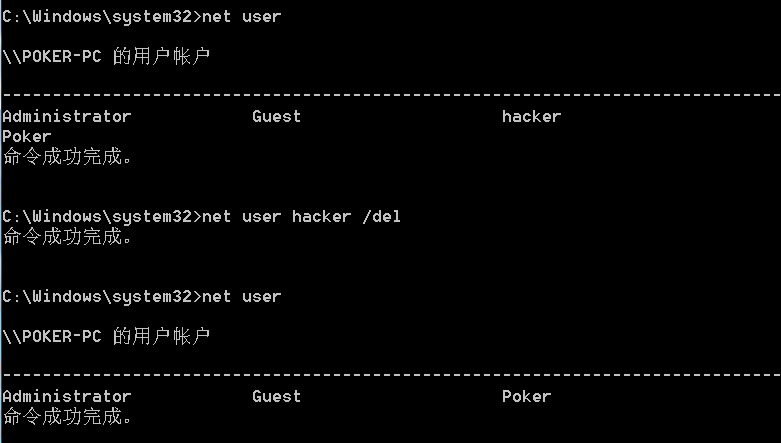 C:\Windows\system32>net user
\\POKER-PC 的用户帐户
-------------------------------------------------------------------------------
Administrator            Guest                    hacker
Poker
命令成功完成。
C:\Windows\system32>net user hacker /del
命令成功完成。
C:\Windows\system32>net user
\\POKER-PC 的用户帐户
-------------------------------------------------------------------------------
Administrator            Guest                    Poker
命令成功完成。